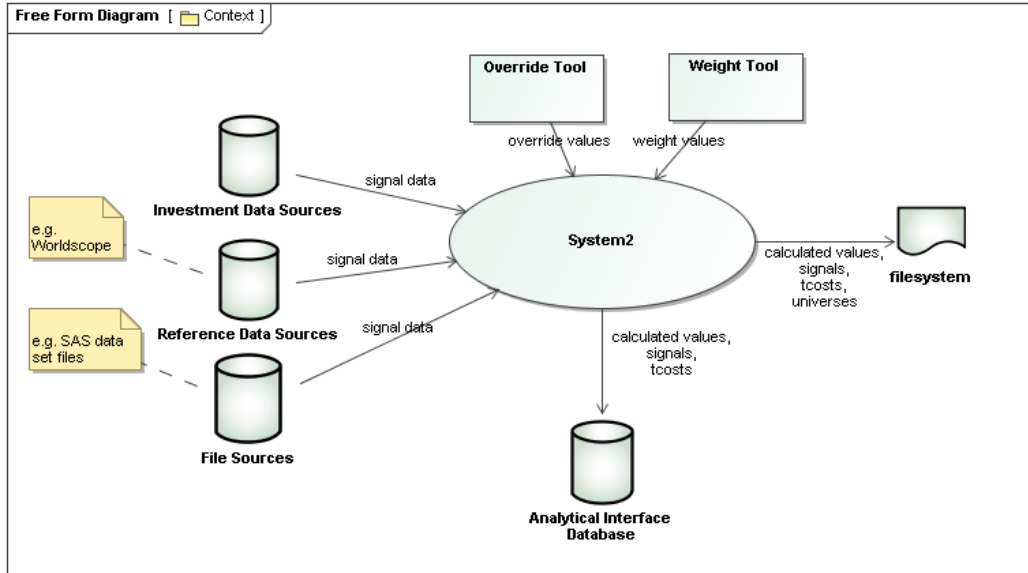 Free Form Diagram [ Context ]
Override Tool
Weight Tool
override values
weight values
signal data
Investment Data Sources
e.g.
Worldscope
signal data
Reference Data Sources
e.g. SAS data
set files
signal data
File Sources
System2
calculated values,
signals,
tcosts,
universes
filesystem
calculated values,
signals,
tcosts
Analytical Interface
Database